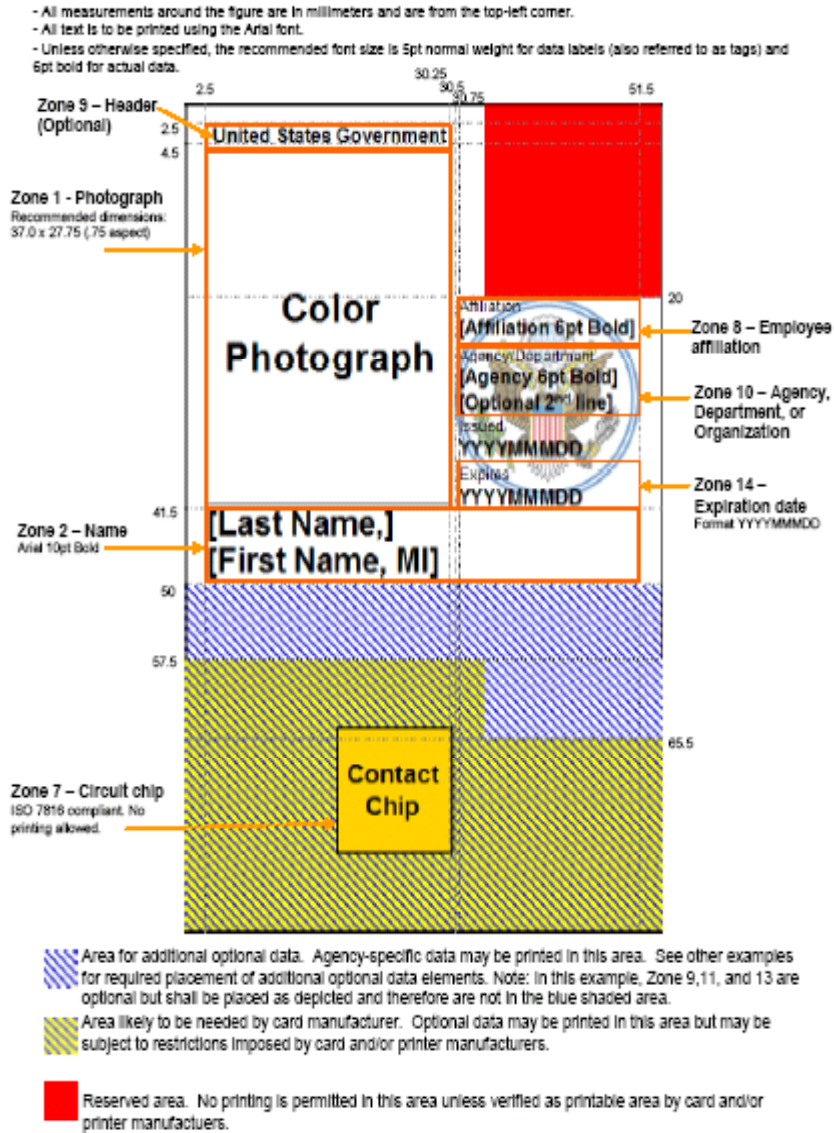 - All measurements around the figure are in millimeters and are from the top-left corner.
- All text is to be printed using the Arial font.
- Unless otherwise specified, the recommended font size is 5pt normal weight for data labels (also referred to as tags) and
6pt bold for actual data.
2.5
30.25
30.5
30.75
51.5
Zone 9 – Header
(Optional)
2.5
4.5
United States Government
Zone 1 - Photograph
Recommended dimensions:
37.0 x 27.75 (.75 aspect)
Color
Photograph
20
Affiliation
[Affiliation 6pt Bold]
Zone 8 – Employee
affiliation
Agency/Department
[Agency 6pt Bold]
[Optional 2nd line]
Zone 10 – Agency,
Department, or
Organization
Issued
YYYYMMMDD
Expires
YYYYMMMDD
Zone 14 –
Expiration date
Format YYYYMMMDD
41.5
Zone 2 – Name
Arial 10pt Bold
[Last Name,]
[First Name, MI]
50
57.5
65.5
Zone 7 – Circuit chip
ISO 7816 compliant. No
printing allowed.
Contact
Chip
Area for additional optional data. Agency-specific data may be printed in this area. See other examples
for required placement of additional optional data elements. Note: In this example, Zone 9,11, and 13 are
optional but shall be placed as depicted and therefore are not in the blue shaded area.
Area likely to be needed by card manufacturer. Optional data may be printed in this area but may be
subject to restrictions imposed by card and/or printer manufacturers.
Reserved area. No printing is permitted in this area unless verified as printable area by card and/or
printer manufactuers.